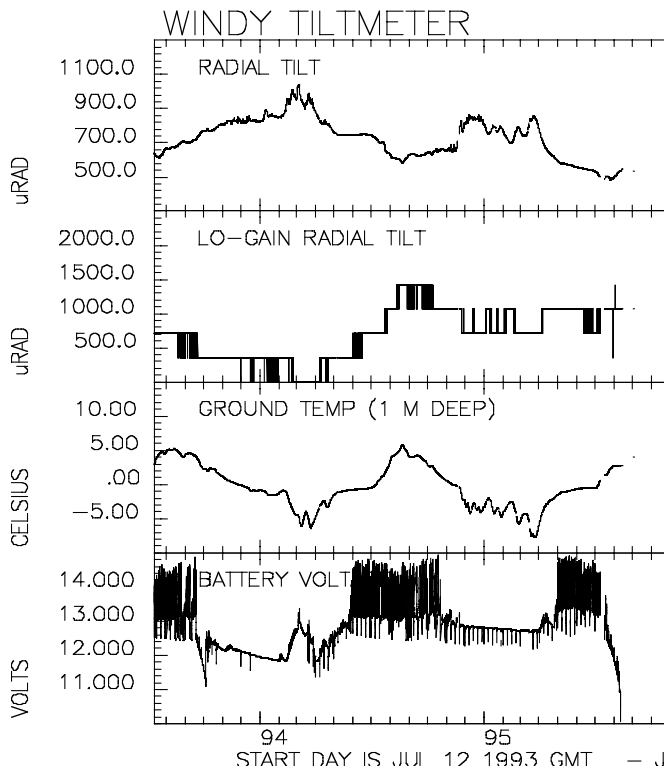 WINDY TILTMETER
RADIAL TILT
1100.0
900.0
700.0
500.0
uRAD
LO-GAIN RADIAL TILT
2000.0
1500.0
1000.0
500.0
uRAD
GROUND TEMP (1 M DEEP)
10.00
5.00
.00
-5.00
CELSIUS
BATTERY VOLT
14.000
13.000
12.000
11.000
VOLTS
94 95
START DAY IS JUL 12 1993 GMT - J